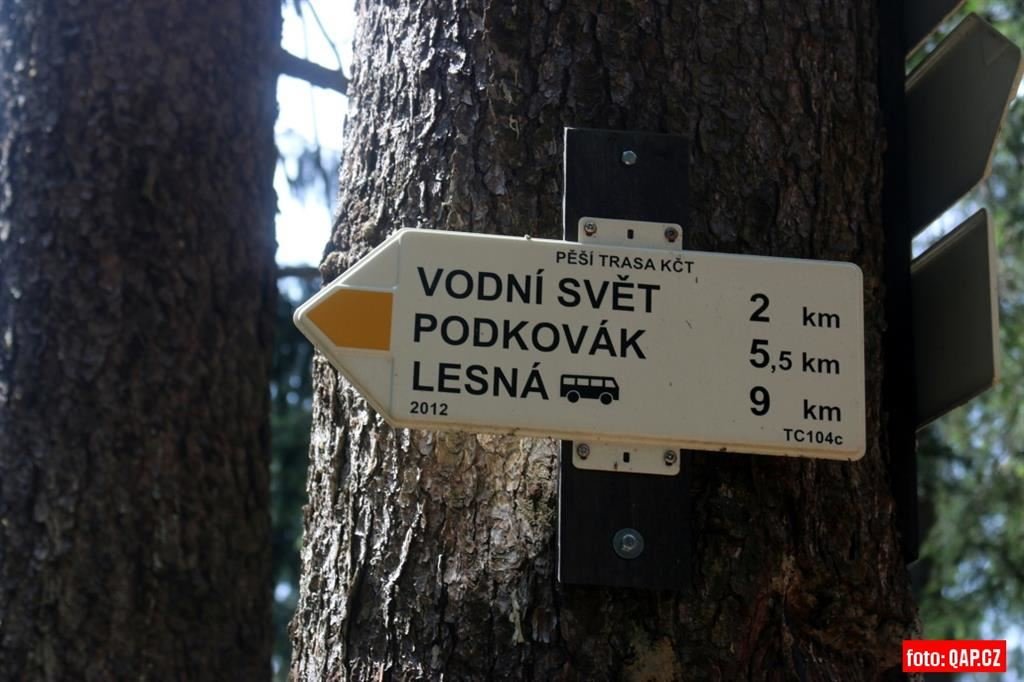 PĚŠÍ TRASA KČT
VODNÍ SVĚT 2 km
PODKOVÁK 5,5 km
LESNÁ 9 km
2012 TC104c
foto: QAP.CZ